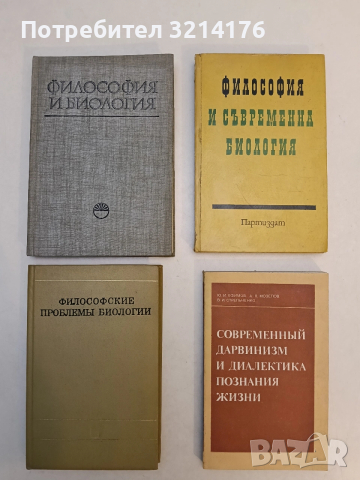 Потребител 3214176
ФИЛОСОФИЯ
И БИОЛОГИЯ
ФИЛОСОФИЯ
И СЪВРЕМЕННА
БИОЛОГИЯ
Партиздат
ФИЛОСОФСКИЕ
ПРОБЛЕМЫ БИОЛОГИИ
СОВРЕМЕННЫЙ
ДАРВИНИЗМ
И ДИАЛЕКТИКА
ПОЗНАНИЯ
ЖИЗНИ
BAZAR